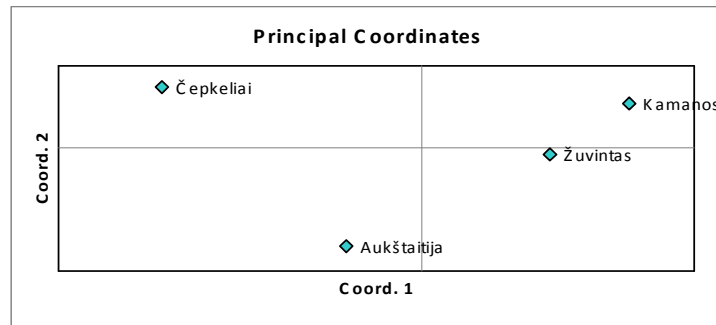 Principal Coordinates
Čepkeliai
Kamanos
Žuvintas
Aukštaitija
Coord. 2
Coord. 1